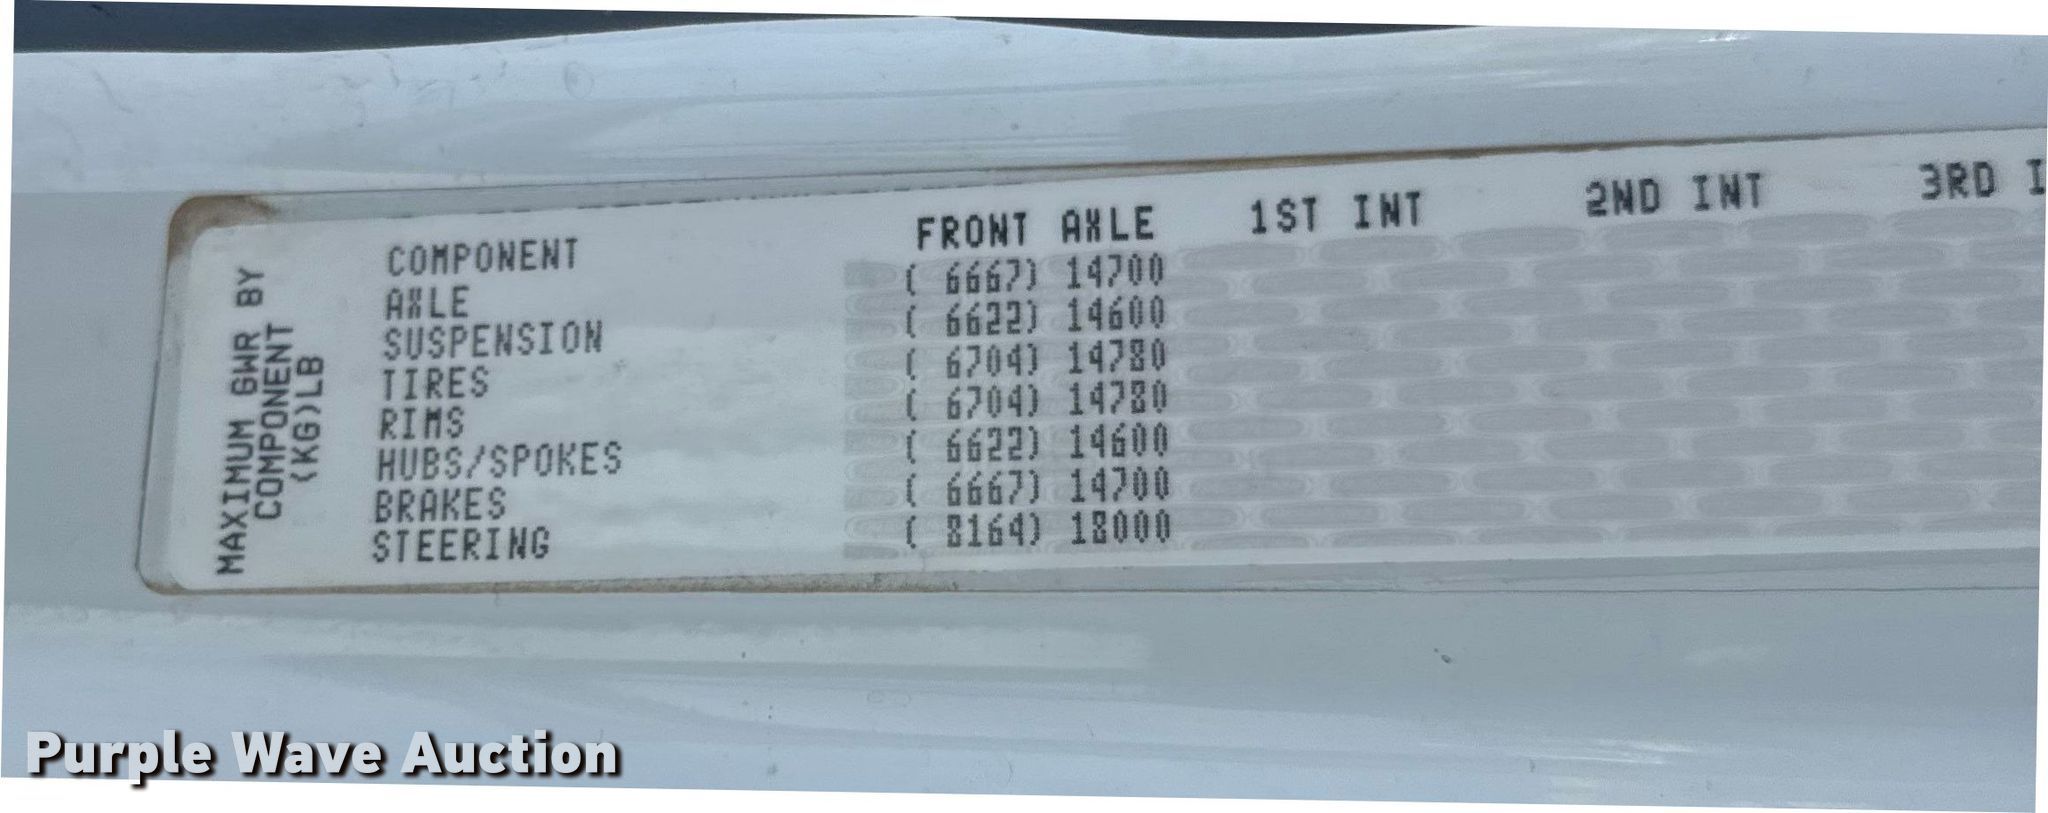 MAXIMUM GWR BY
COMPONENT
(KG)LB
COMPONENT FRONT AXLE 1ST INT 2ND INT 3RD I
AXLE ( 6667) 14700
SUSPENSION ( 6622) 14600
TIRES ( 6704) 14780
RIMS ( 6704) 14780
HUBS/SPOKES ( 6622) 14600
BRAKES ( 6667) 14700
STEERING ( 8164) 18000
Purple Wave Auction